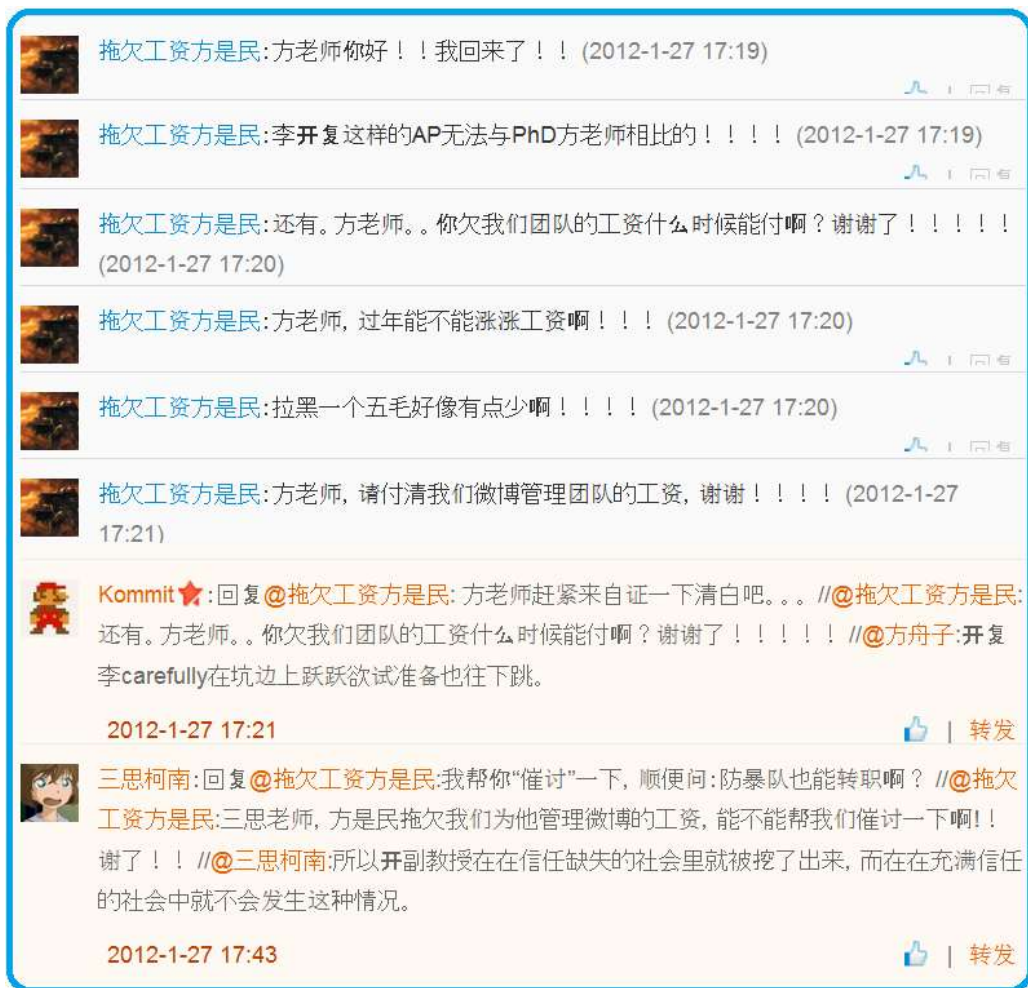 拖欠工资方是民:方老师你好！！我回来了！！ (2012-1-27 17:19)
拖欠工资方是民:李开复这样的AP无法与PhD方老师相比的！！！！ (2012-1-27 17:19)
拖欠工资方是民:还有。方老师。。你欠我们团队的工资什么时候能付啊？谢谢了！！！！！
(2012-1-27 17:20)
拖欠工资方是民:方老师, 过年能不能涨涨工资啊！！！ (2012-1-27 17:20)
拖欠工资方是民:拉黑一个五毛好像有点少啊！！！！ (2012-1-27 17:20)
拖欠工资方是民:方老师, 请付清我们微博管理团队的工资, 谢谢！！！！ (2012-1-27
17:21)
Kommit:回复@拖欠工资方是民: 方老师赶紧来自证一下清白吧。。。 //@拖欠工资方是民:
还有。方老师。。你欠我们团队的工资什么时候能付啊？谢谢了！！！！！ //@方舟子:开复
李carefully在坑边上跃跃欲试准备也往下跳。
2012-1-27 17:21 | 转发
三思柯南:回复@拖欠工资方是民:我帮你“催讨”一下, 顺便问:防暴队也能转职啊？ //@拖欠
工资方是民:三思老师, 方是民拖欠我们为他管理微博的工资, 能不能帮我们催讨一下啊!！
谢了！！ //@三思柯南:所以开副教授在在信任缺失的社会里就被挖了出来, 而在在充满信任
的社会中就不会发生这种情况。
2012-1-27 17:43 | 转发